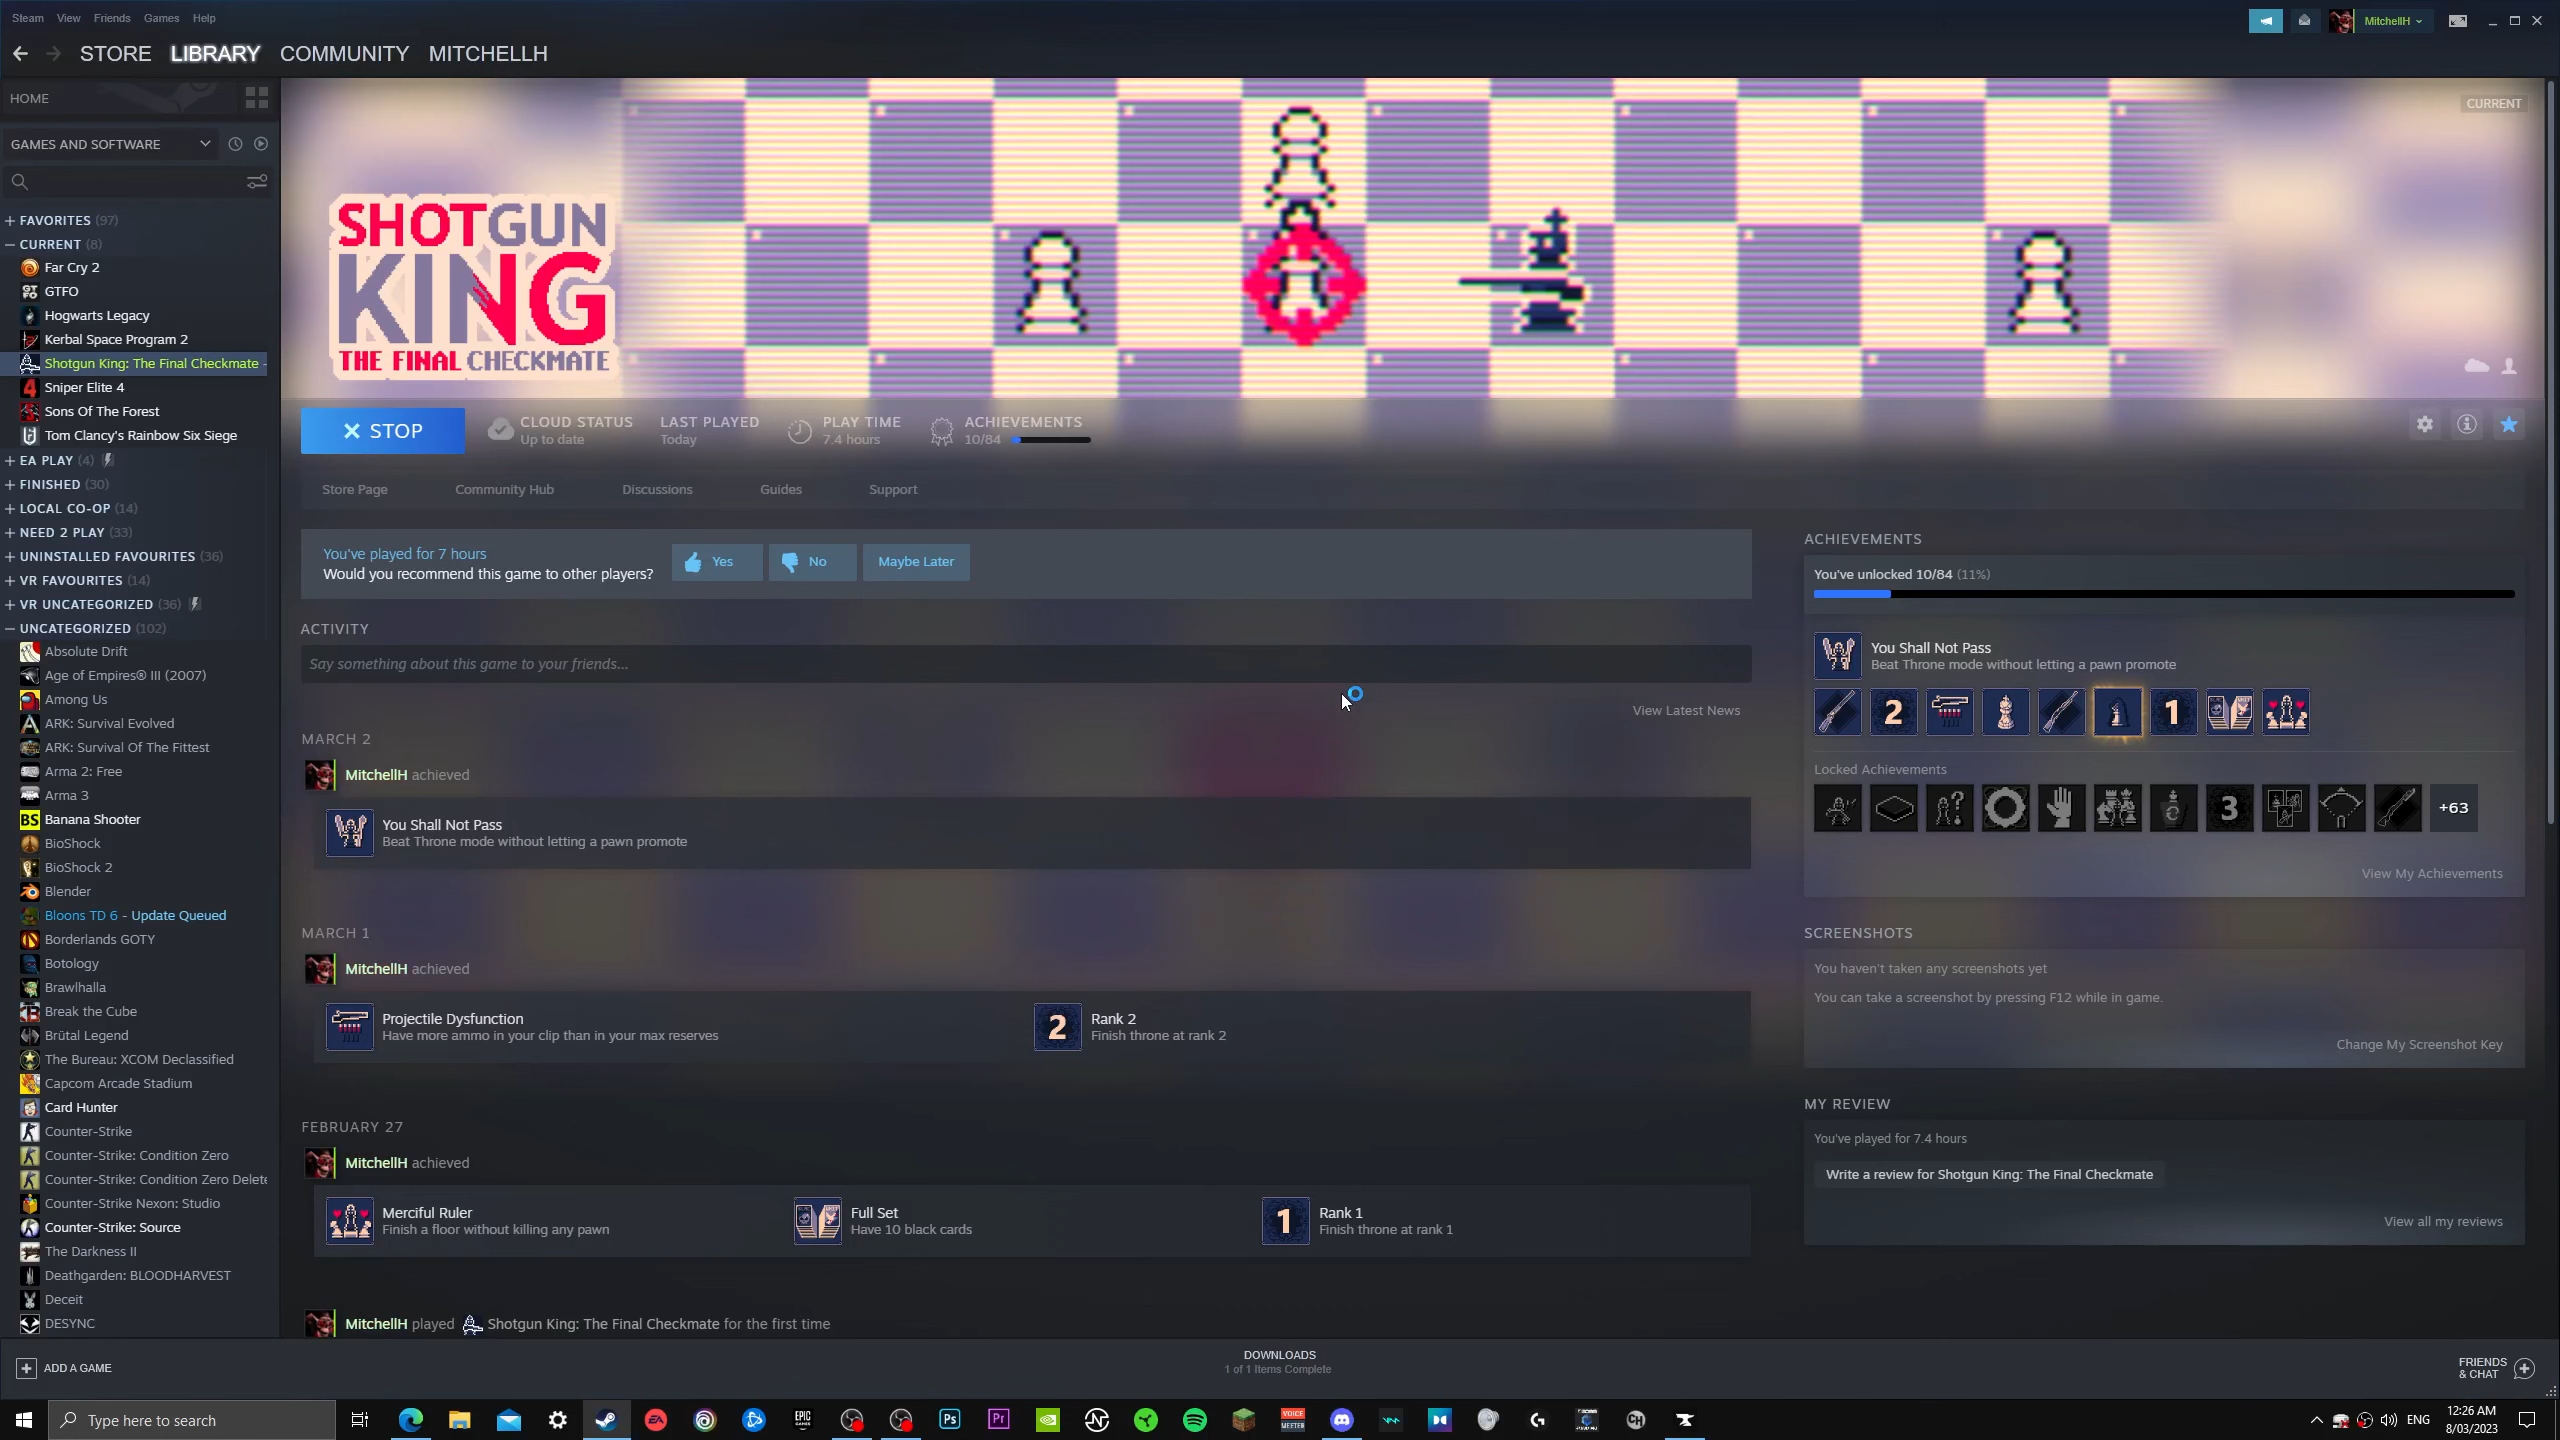 Steam View Friends Games Help
MitchellH
STORE LIBRARY COMMUNITY MITCHELLH
HOME
GAMES AND SOFTWARE
+ FAVORITES (97)
− CURRENT (8)
Far Cry 2
GTFO
Hogwarts Legacy
Kerbal Space Program 2
Shotgun King: The Final Checkmate -
Sniper Elite 4
Sons Of The Forest
Tom Clancy's Rainbow Six Siege
+ EA PLAY (4)
+ FINISHED (30)
+ LOCAL CO-OP (14)
+ NEED 2 PLAY (33)
+ UNINSTALLED FAVOURITES (36)
+ VR FAVOURITES (14)
+ VR UNCATEGORIZED (36)
− UNCATEGORIZED (102)
Absolute Drift
Age of Empires® III (2007)
Among Us
ARK: Survival Evolved
ARK: Survival Of The Fittest
Arma 2: Free
Arma 3
Banana Shooter
BioShock
BioShock 2
Blender
Bloons TD 6 - Update Queued
Borderlands GOTY
Botology
Brawlhalla
Break the Cube
Brütal Legend
The Bureau: XCOM Declassified
Capcom Arcade Stadium
Card Hunter
Counter-Strike
Counter-Strike: Condition Zero
Counter-Strike: Condition Zero Delete
Counter-Strike Nexon: Studio
Counter-Strike: Source
The Darkness II
Deathgarden: BLOODHARVEST
Deceit
DESYNC
CURRENT
SHOTGUN
KING
THE FINAL CHECKMATE
STOP
CLOUD STATUS
Up to date
LAST PLAYED
Today
PLAY TIME
7.4 hours
ACHIEVEMENTS
10/84
Store Page Community Hub Discussions Guides Support
You've played for 7 hours
Would you recommend this game to other players?
Yes No Maybe Later
ACTIVITY
Say something about this game to your friends...
View Latest News
MARCH 2
MitchellH achieved
You Shall Not Pass
Beat Throne mode without letting a pawn promote
MARCH 1
MitchellH achieved
Projectile Dysfunction
Have more ammo in your clip than in your max reserves
2
Rank 2
Finish throne at rank 2
FEBRUARY 27
MitchellH achieved
Merciful Ruler
Finish a floor without killing any pawn
Full Set
Have 10 black cards
1
Rank 1
Finish throne at rank 1
MitchellH played Shotgun King: The Final Checkmate for the first time
ACHIEVEMENTS
You've unlocked 10/84 (11%)
You Shall Not Pass
Beat Throne mode without letting a pawn promote
2 1
Locked Achievements
3 +63
View My Achievements
SCREENSHOTS
You haven't taken any screenshots yet
You can take a screenshot by pressing F12 while in game.
Change My Screenshot Key
MY REVIEW
You've played for 7.4 hours
Write a review for Shotgun King: The Final Checkmate
View all my reviews
ADD A GAME
DOWNLOADS
1 of 1 Items Complete
FRIENDS
& CHAT
Type here to search
EA
EPIC
GAMES
Ps
Pr
VOICE
MEETER
CH
ENG
12:26 AM
8/03/2023